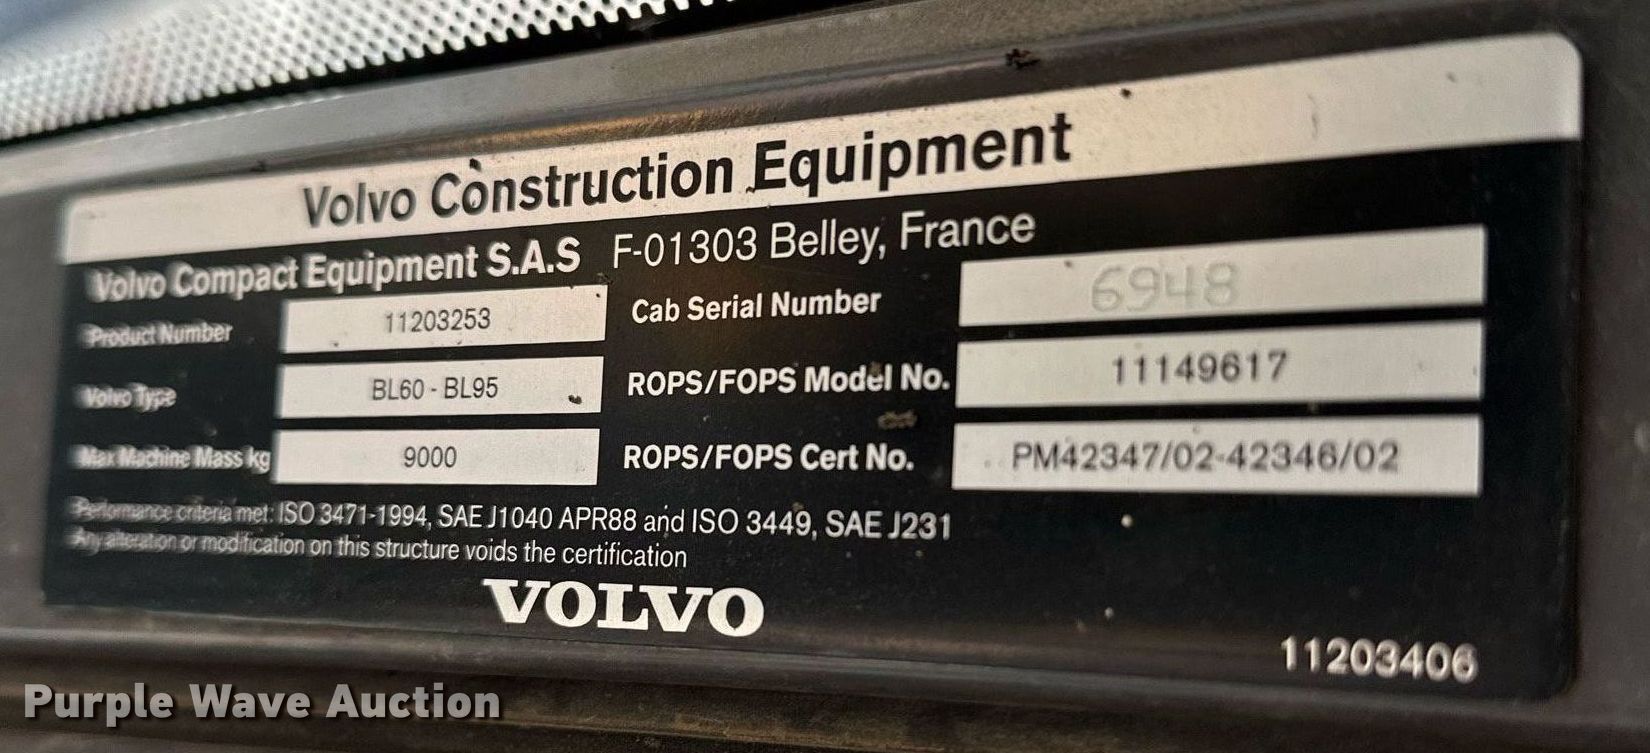 Volvo Construction Equipment
Volvo Compact Equipment S.A.S F-01303 Belley, France
Product Number 11203253 Cab Serial Number 6948
Volvo Type BL60 - BL95 ROPS/FOPS Model No. 11149617
Max Machine Mass kg 9000 ROPS/FOPS Cert No. PM42347/02-42346/02
Performance criteria met: ISO 3471-1994, SAE J1040 APR88 and ISO 3449, SAE J231
Any alteration or modification on this structure voids the certification
VOLVO
11203406
Purple Wave Auction